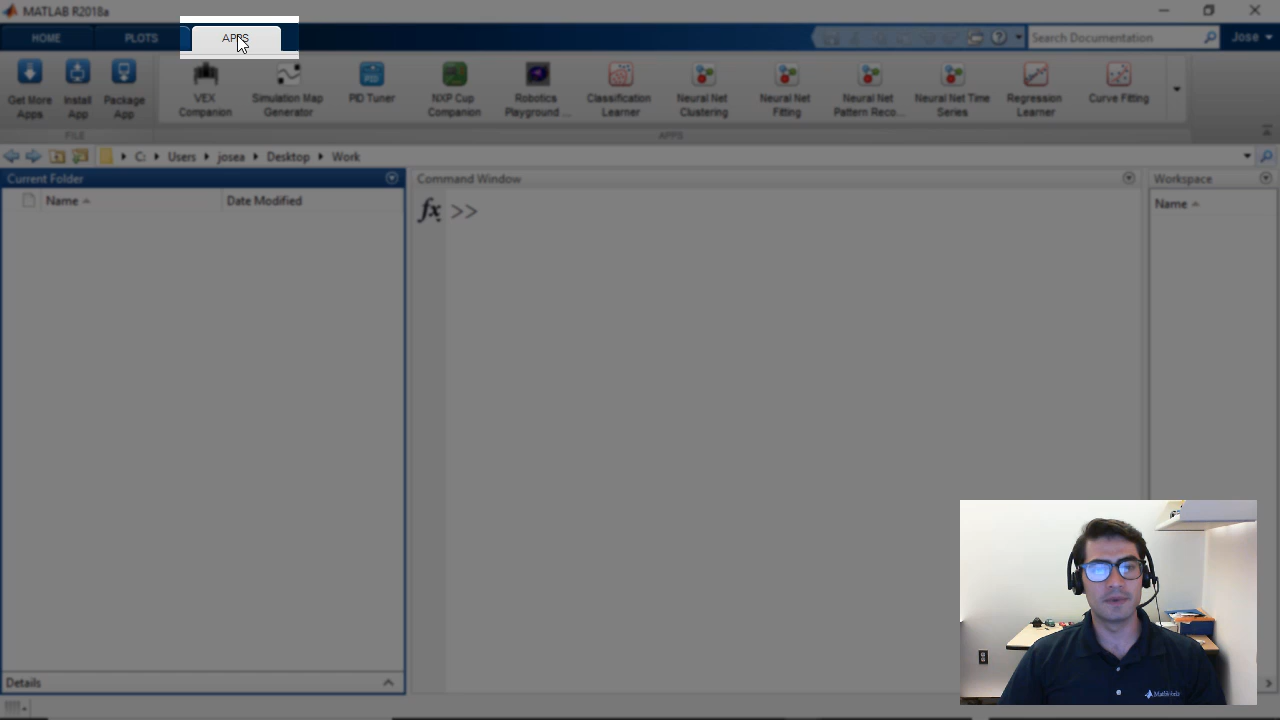 MATLAB R2018a
HOME PLOTS APPS Search Documentation Jose
Get More Apps
Install App
Package App
VEX Companion
Simulation Map Generator
PID Tuner
NXP Cup Companion
Robotics Playground ...
Classification Learner
Neural Net Clustering
Neural Net Fitting
Neural Net Pattern Reco...
Neural Net Time Series
Regression Learner
Curve Fitting
FILE APPS
C: Users josea Desktop Work
Current Folder Command Window Workspace
Name Date Modified Name
fx >>
Details
MathWorks